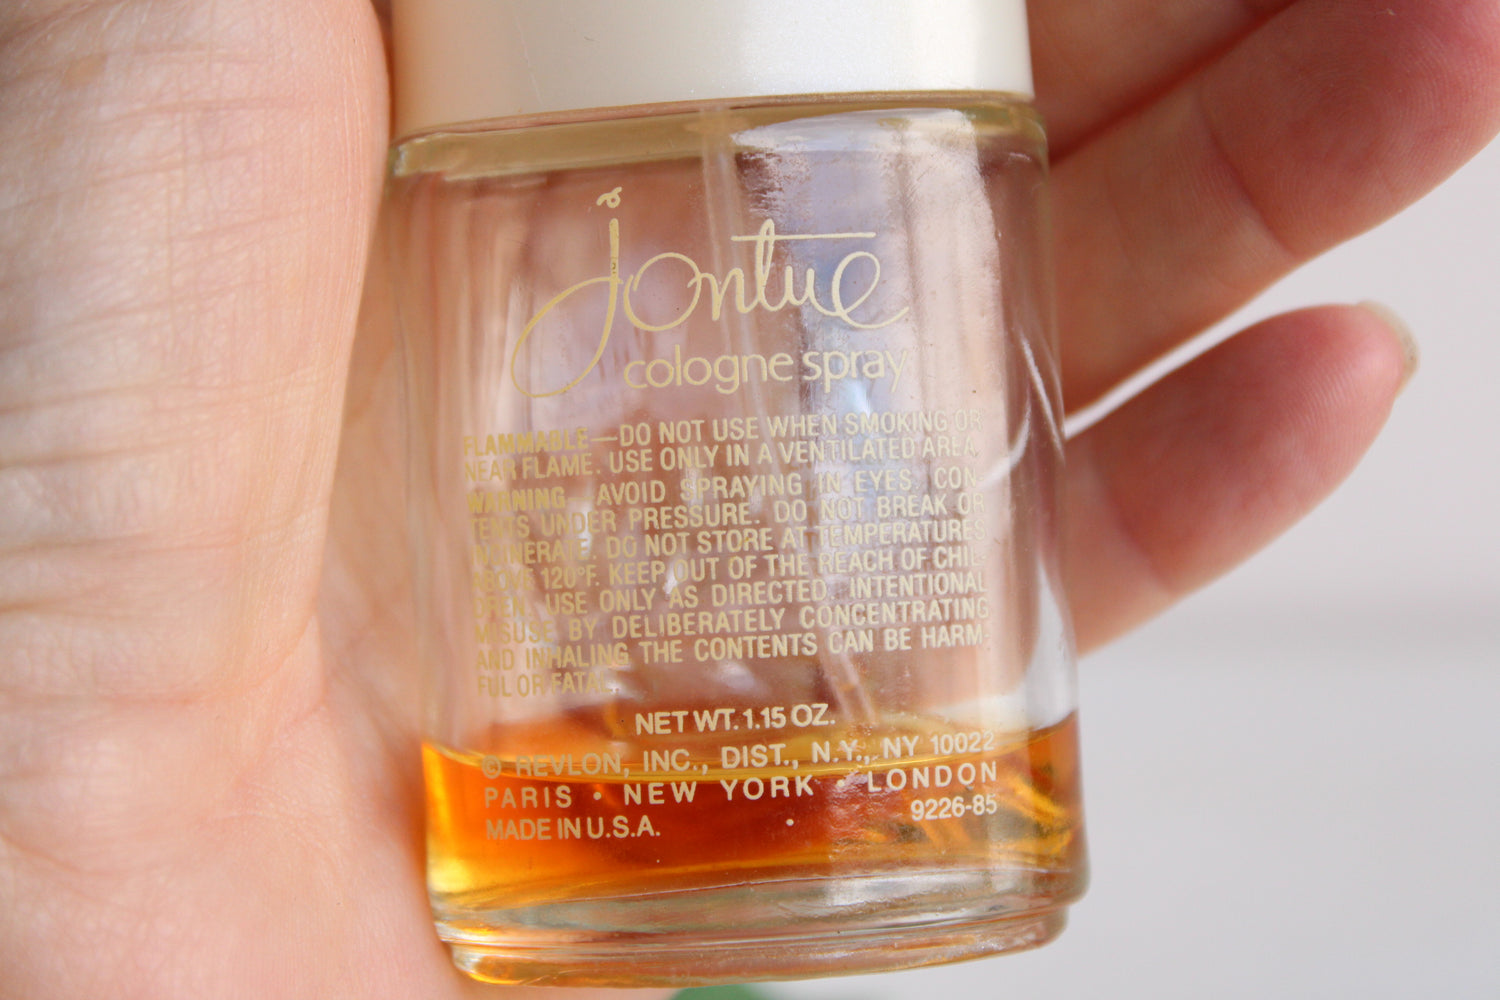 jontue
cologne spray
FLAMMABLE—DO NOT USE WHEN SMOKING OR
NEAR FLAME. USE ONLY IN A VENTILATED AREA.
WARNING AVOID SPRAYING IN EYES. CON-
TENTS UNDER PRESSURE. DO NOT BREAK OR
INCINERATE. DO NOT STORE AT TEMPERATURES
ABOVE 120°F. KEEP OUT OF THE REACH OF CHIL-
DREN. USE ONLY AS DIRECTED. INTENTIONAL
MISUSE BY DELIBERATELY CONCENTRATING
AND INHALING THE CONTENTS CAN BE HARM-
FUL OR FATAL.
NET WT. 1.15 OZ.
© REVLON, INC., DIST., N.Y., NY 10022
PARIS • NEW YORK • LONDON
9226-85
MADE IN U.S.A.